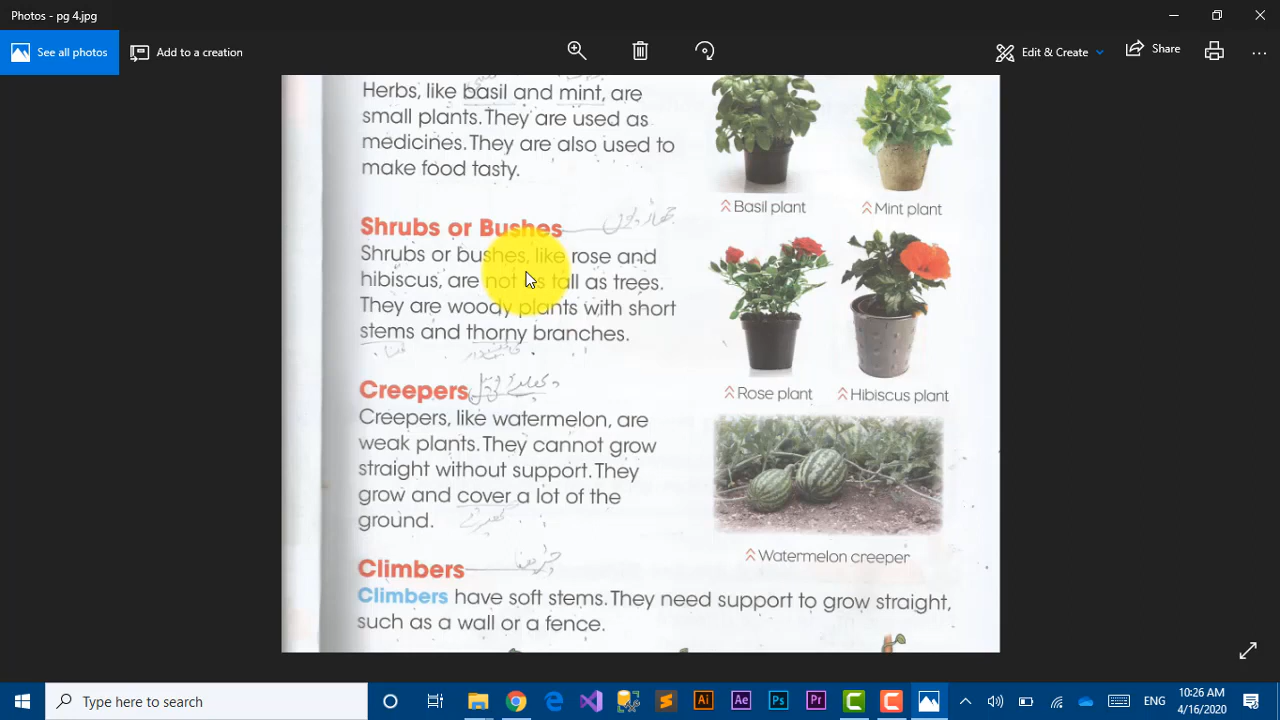 Photos - pg 4.jpg
See all photos
Add to a creation
Edit & Create
Share
Herbs, like basil and mint, are
small plants. They are used as
medicines. They are also used to
make food tasty.
Basil plant
Mint plant
Shrubs or Bushes
Shrubs or bushes, like rose and
hibiscus, are not as tall as trees.
They are woody plants with short
stems and thorny branches.
Rose plant
Hibiscus plant
Creepers
Creepers, like watermelon, are
weak plants. They cannot grow
straight without support. They
grow and cover a lot of the
ground.
Watermelon creeper
Climbers
Climbers have soft stems. They need support to grow straight,
such as a wall or a fence.
Type here to search
Ai
Ae
Ps
Pr
ENG
10:26 AM
4/16/2020